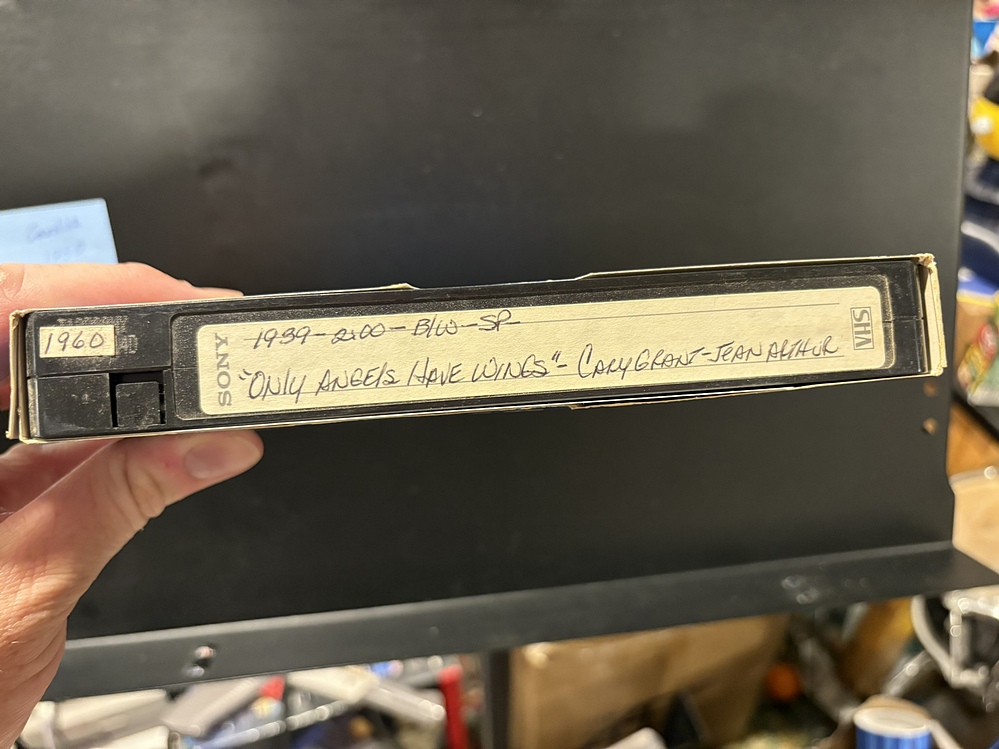 1960
SONY
1939-2:00-B/W-SP-
"ONLY ANGELS HAVE WINGS"- CARY GRANT-JEAN ARTHUR
VHS